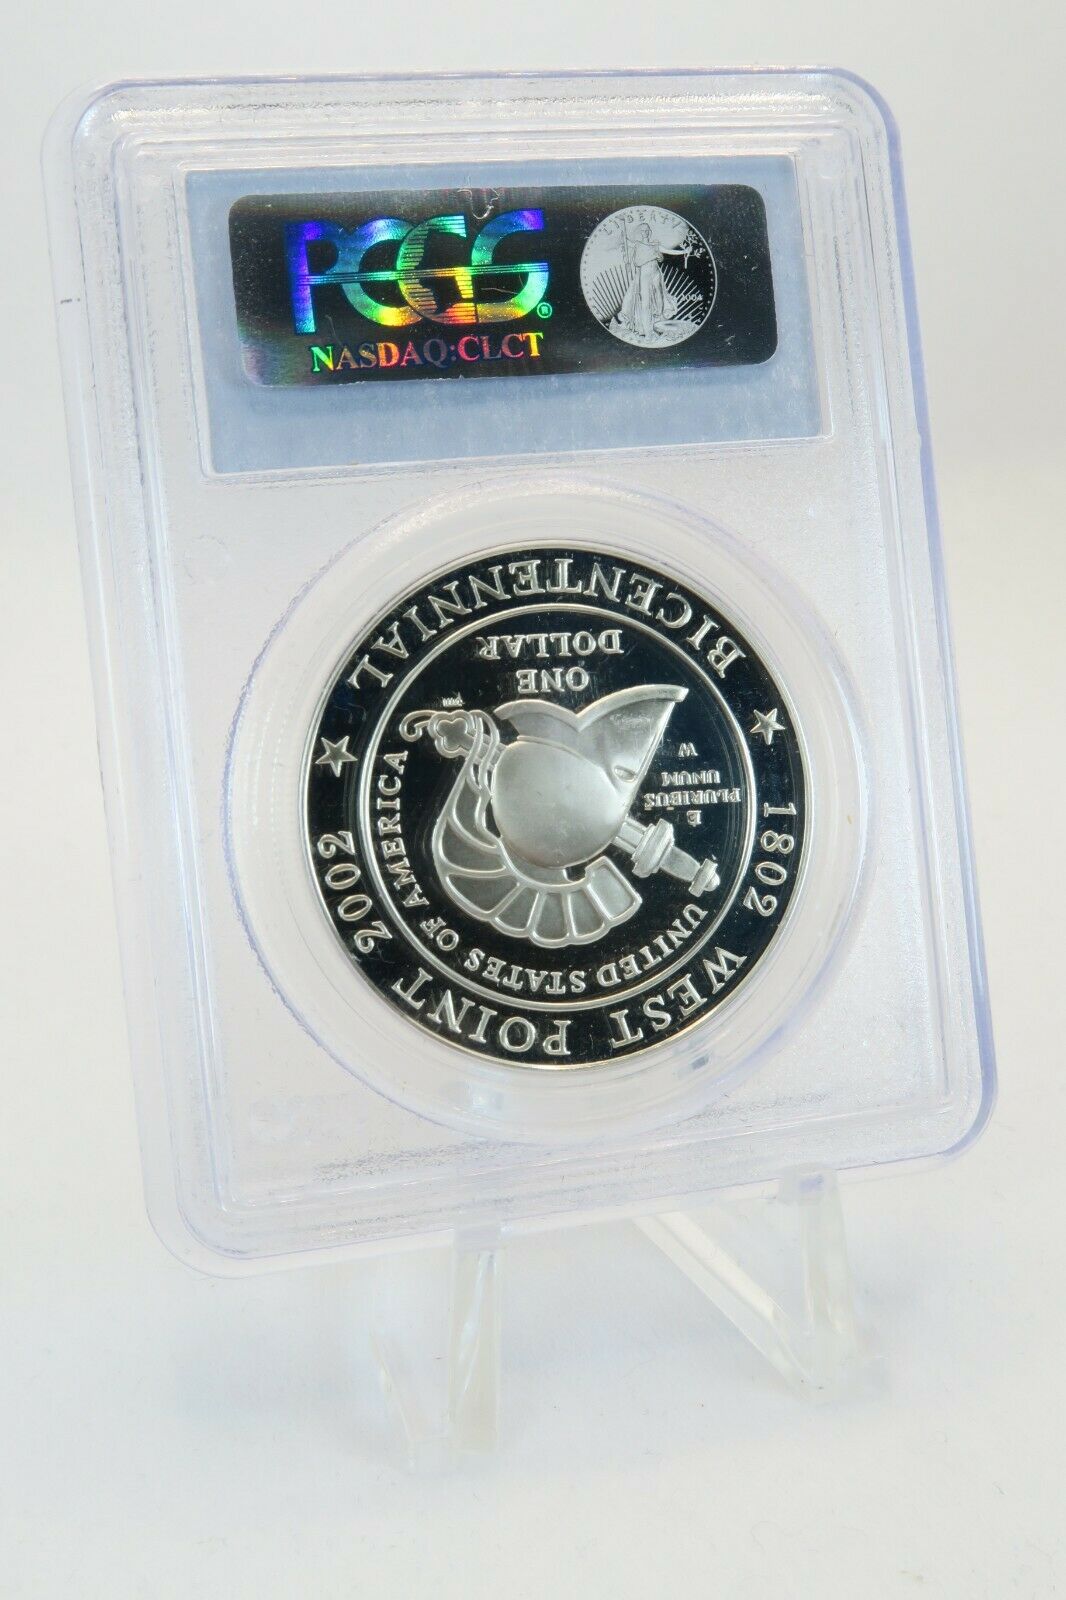 PCGS®
NASDAQ:CLCT
LIBERTY
2004
WEST POINT
BICENTENNIAL
★ 1802 2002 ★
UNITED STATES OF AMERICA
E
PLURIBUS
UNUM
W
ONE
DOLLAR